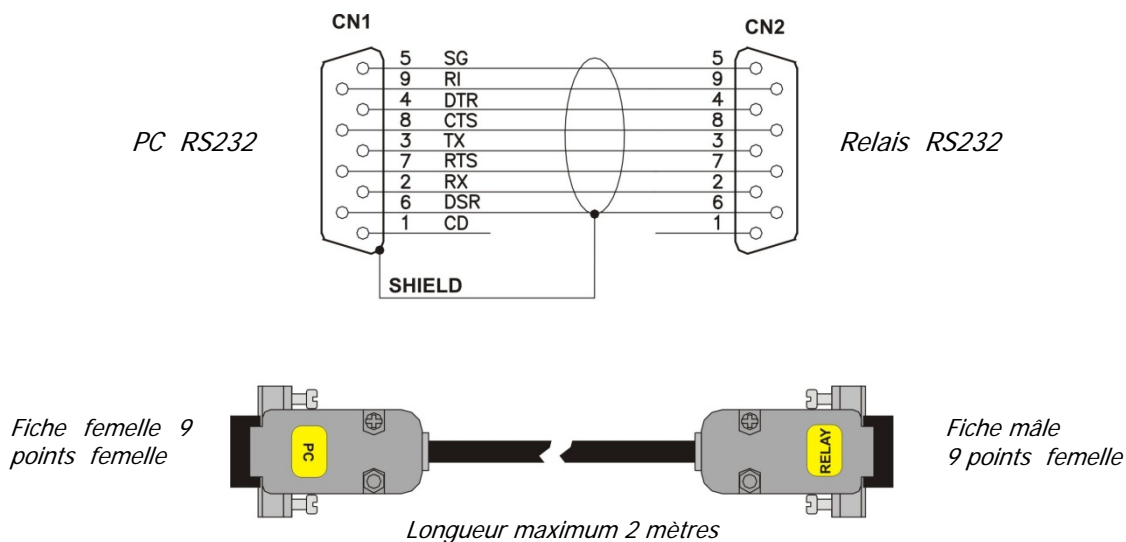 CN1
CN2
5 SG 5
9 RI 9
4 DTR 4
8 CTS 8
3 TX 3
7 RTS 7
2 RX 2
6 DSR 6
1 CD 1
PC RS232
Relais RS232
SHIELD
Fiche femelle 9
points femelle
PC
RELAY
Fiche mâle
9 points femelle
Longueur maximum 2 mètres